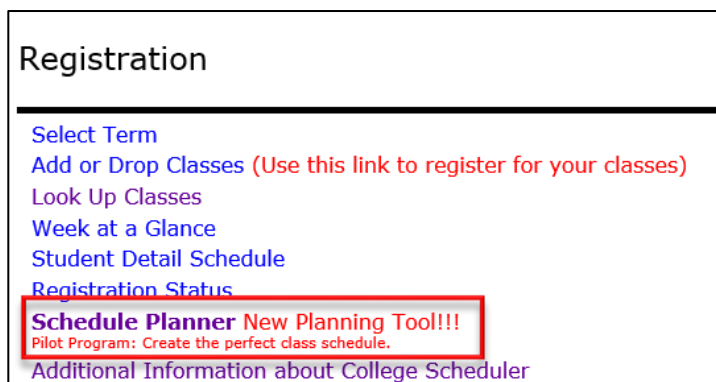 Registration
Select Term
Add or Drop Classes (Use this link to register for your classes)
Look Up Classes
Week at a Glance
Student Detail Schedule
Registration Status
Schedule Planner New Planning Tool!!!
Pilot Program: Create the perfect class schedule.
Additional Information about College Scheduler